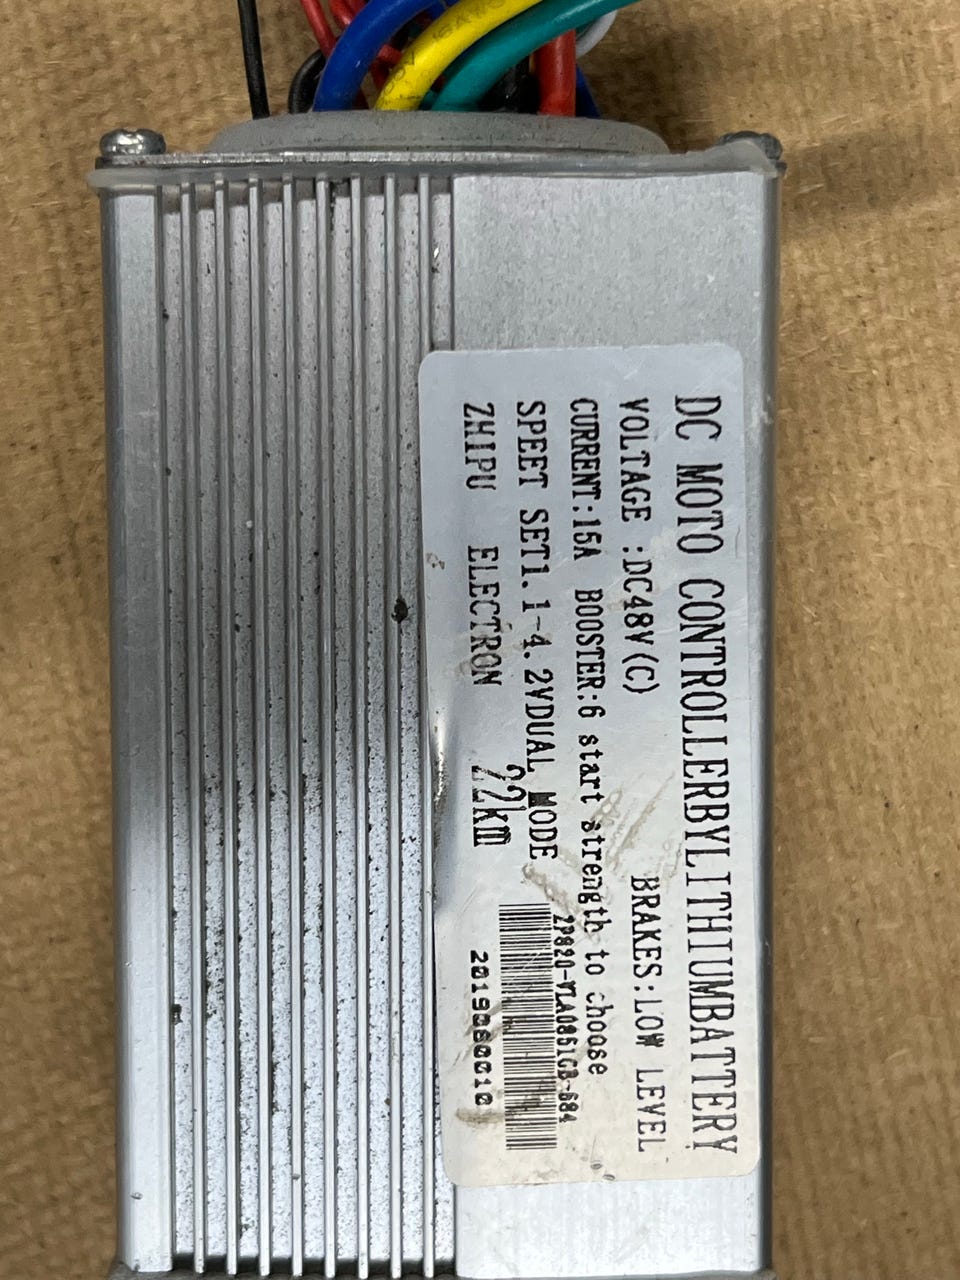 DC MOTO CONTROLLERBYLITHIUMBATTERY
VOLTAGE :DC48V(C) BRAKES:LOW LEVEL
CURRENT:15A BOOSTER:6 start strength to choose
SPEET SET1.1-4.2VDUAL MODE
ZHIPU ELECTRON 22km